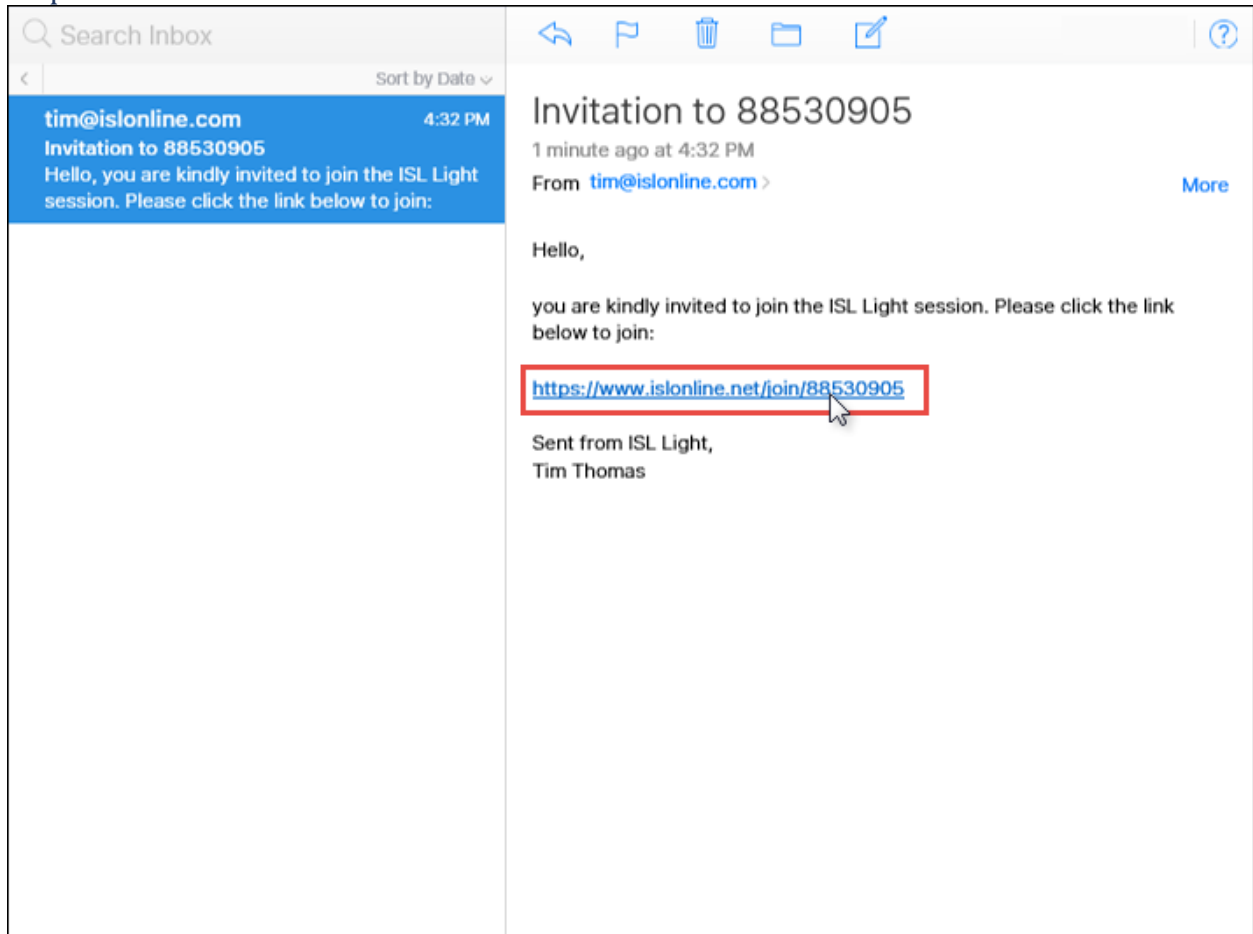 Search Inbox
Sort by Date
tim@islonline.com 4:32 PM
Invitation to 88530905
Hello, you are kindly invited to join the ISL Light
session. Please click the link below to join:
Invitation to 88530905
1 minute ago at 4:32 PM
From tim@islonline.com >
More
Hello,
you are kindly invited to join the ISL Light session. Please click the link
below to join:
https://www.islonline.net/join/88530905
Sent from ISL Light,
Tim Thomas